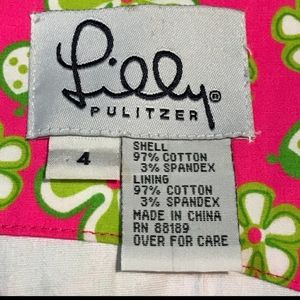 Lilly®
PULITZER
4
SHELL
97% COTTON
3% SPANDEX
LINING
97% COTTON
3% SPANDEX
MADE IN CHINA
RN 88189
OVER FOR CARE